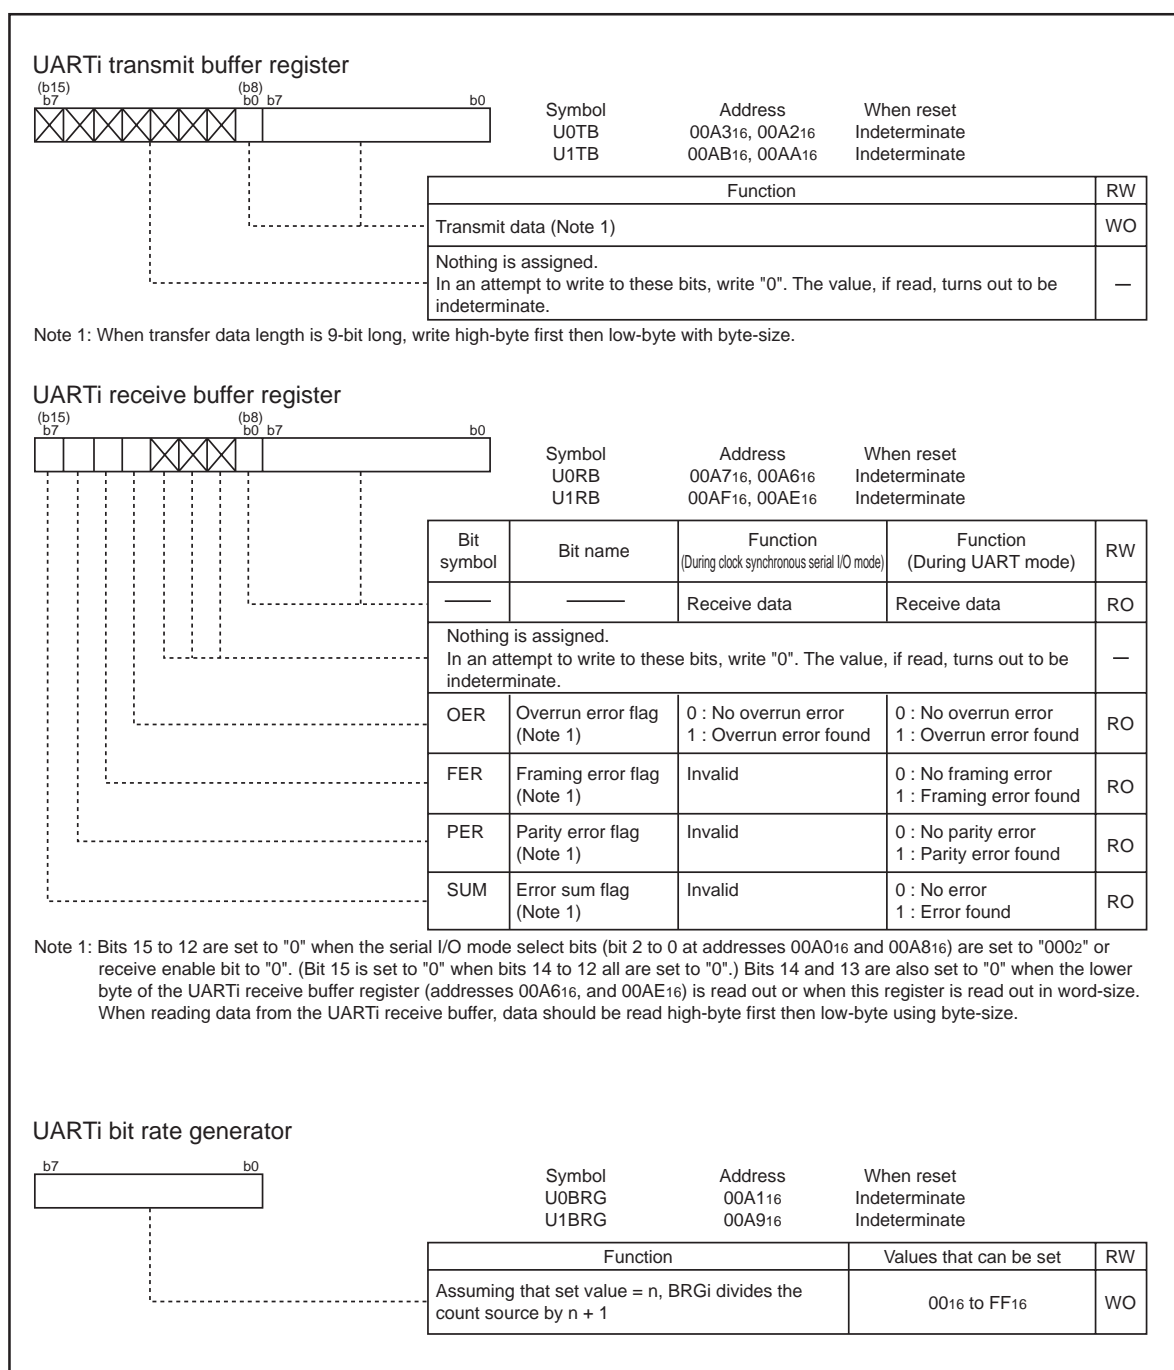 UARTi transmit buffer register
(b15) (b8)
b7 b0 b7 b0
Symbol Address When reset
U0TB 00A316, 00A216 Indeterminate
U1TB 00AB16, 00AA16 Indeterminate
Function RW
Transmit data (Note 1) WO
Nothing is assigned.
In an attempt to write to these bits, write "0". The value, if read, turns out to be —
indeterminate.
Note 1: When transfer data length is 9-bit long, write high-byte first then low-byte with byte-size.
UARTi receive buffer register
(b15) (b8)
b7 b0 b7 b0
Symbol Address When reset
U0RB 00A716, 00A616 Indeterminate
U1RB 00AF16, 00AE16 Indeterminate
Bit Function Function
symbol Bit name (During clock synchronous serial I/O mode) (During UART mode) RW
—— —— Receive data Receive data RO
Nothing is assigned.
In an attempt to write to these bits, write "0". The value, if read, turns out to be —
indeterminate.
OER Overrun error flag 0 : No overrun error 0 : No overrun error RO
(Note 1) 1 : Overrun error found 1 : Overrun error found
FER Framing error flag Invalid 0 : No framing error RO
(Note 1) 1 : Framing error found
PER Parity error flag Invalid 0 : No parity error RO
(Note 1) 1 : Parity error found
SUM Error sum flag Invalid 0 : No error RO
(Note 1) 1 : Error found
Note 1: Bits 15 to 12 are set to "0" when the serial I/O mode select bits (bit 2 to 0 at addresses 00A016 and 00A816) are set to "0002" or
receive enable bit to "0". (Bit 15 is set to "0" when bits 14 to 12 all are set to "0".) Bits 14 and 13 are also set to "0" when the lower
byte of the UARTi receive buffer register (addresses 00A616, and 00AE16) is read out or when this register is read out in word-size.
When reading data from the UARTi receive buffer, data should be read high-byte first then low-byte using byte-size.
UARTi bit rate generator
b7 b0
Symbol Address When reset
U0BRG 00A116 Indeterminate
U1BRG 00A916 Indeterminate
Function Values that can be set RW
Assuming that set value = n, BRGi divides the 0016 to FF16 WO
count source by n + 1